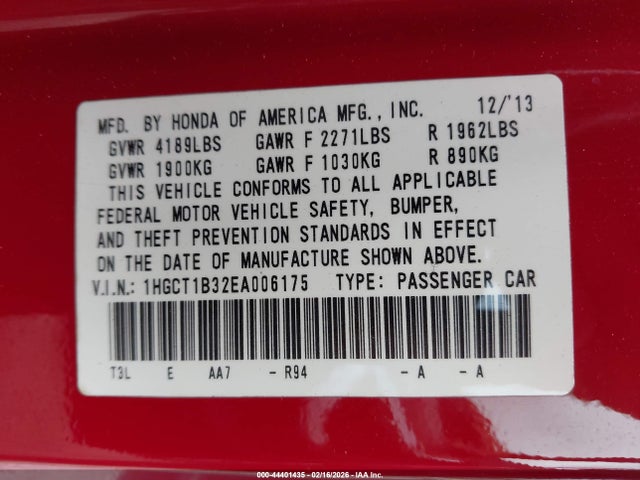 MFD. BY HONDA OF AMERICA MFG., INC. 12/'13
GVWR 4189LBS GAWR F 2271LBS R 1962LBS
GVWR 1900KG GAWR F 1030KG R 890KG
THIS VEHICLE CONFORMS TO ALL APPLICABLE
FEDERAL MOTOR VEHICLE SAFETY, BUMPER,
AND THEFT PREVENTION STANDARDS IN EFFECT
ON THE DATE OF MANUFACTURE SHOWN ABOVE.
V.I.N.: 1HGCT1B32EA006175 TYPE: PASSENGER CAR
T3L E AA7 - R94 - A - A
000-44401435 - 02/16/2026 - IAA Inc.